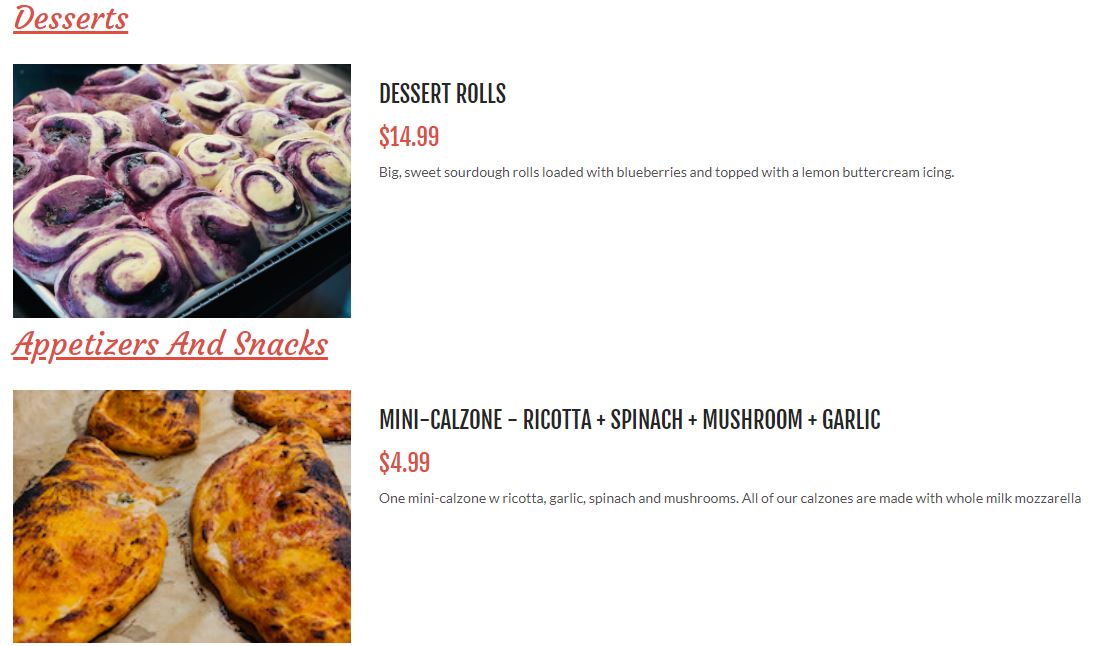 Desserts
DESSERT ROLLS
$14.99
Big, sweet sourdough rolls loaded with blueberries and topped with a lemon buttercream icing.
Appetizers And Snacks
MINI-CALZONE - RICOTTA + SPINACH + MUSHROOM + GARLIC
$4.99
One mini-calzone w ricotta, garlic, spinach and mushrooms. All of our calzones are made with whole milk mozzarella